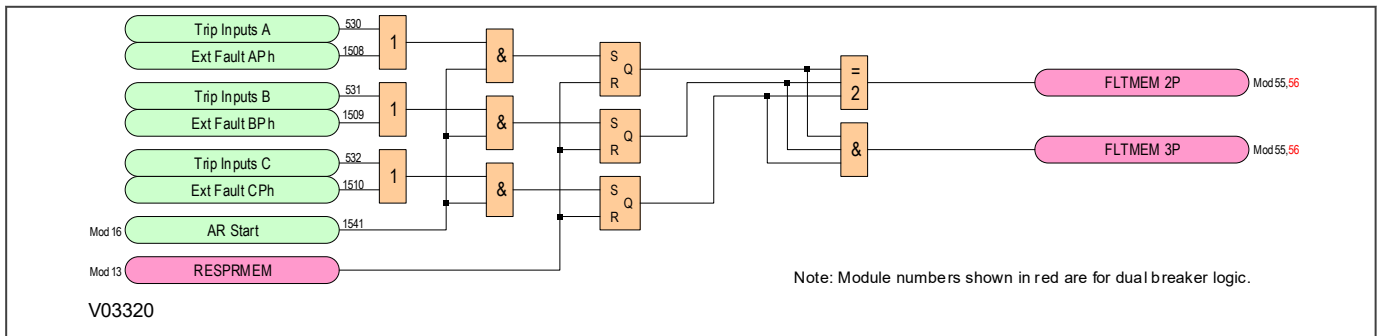 Trip Inputs A 530
Ext Fault APh 1508
1
&
S
Q
R
Trip Inputs B 531
Ext Fault BPh 1509
1
&
S
Q
R
Trip Inputs C 532
Ext Fault CPh 1510
1
&
S
Q
R
Mod 16 AR Start 1541
Mod 13 RESPRMEM
=
2
FLTMEM 2P Mod 55,56
&
FLTMEM 3P Mod 55,56
Note: Module numbers shown in red are for dual breaker logic.
V03320